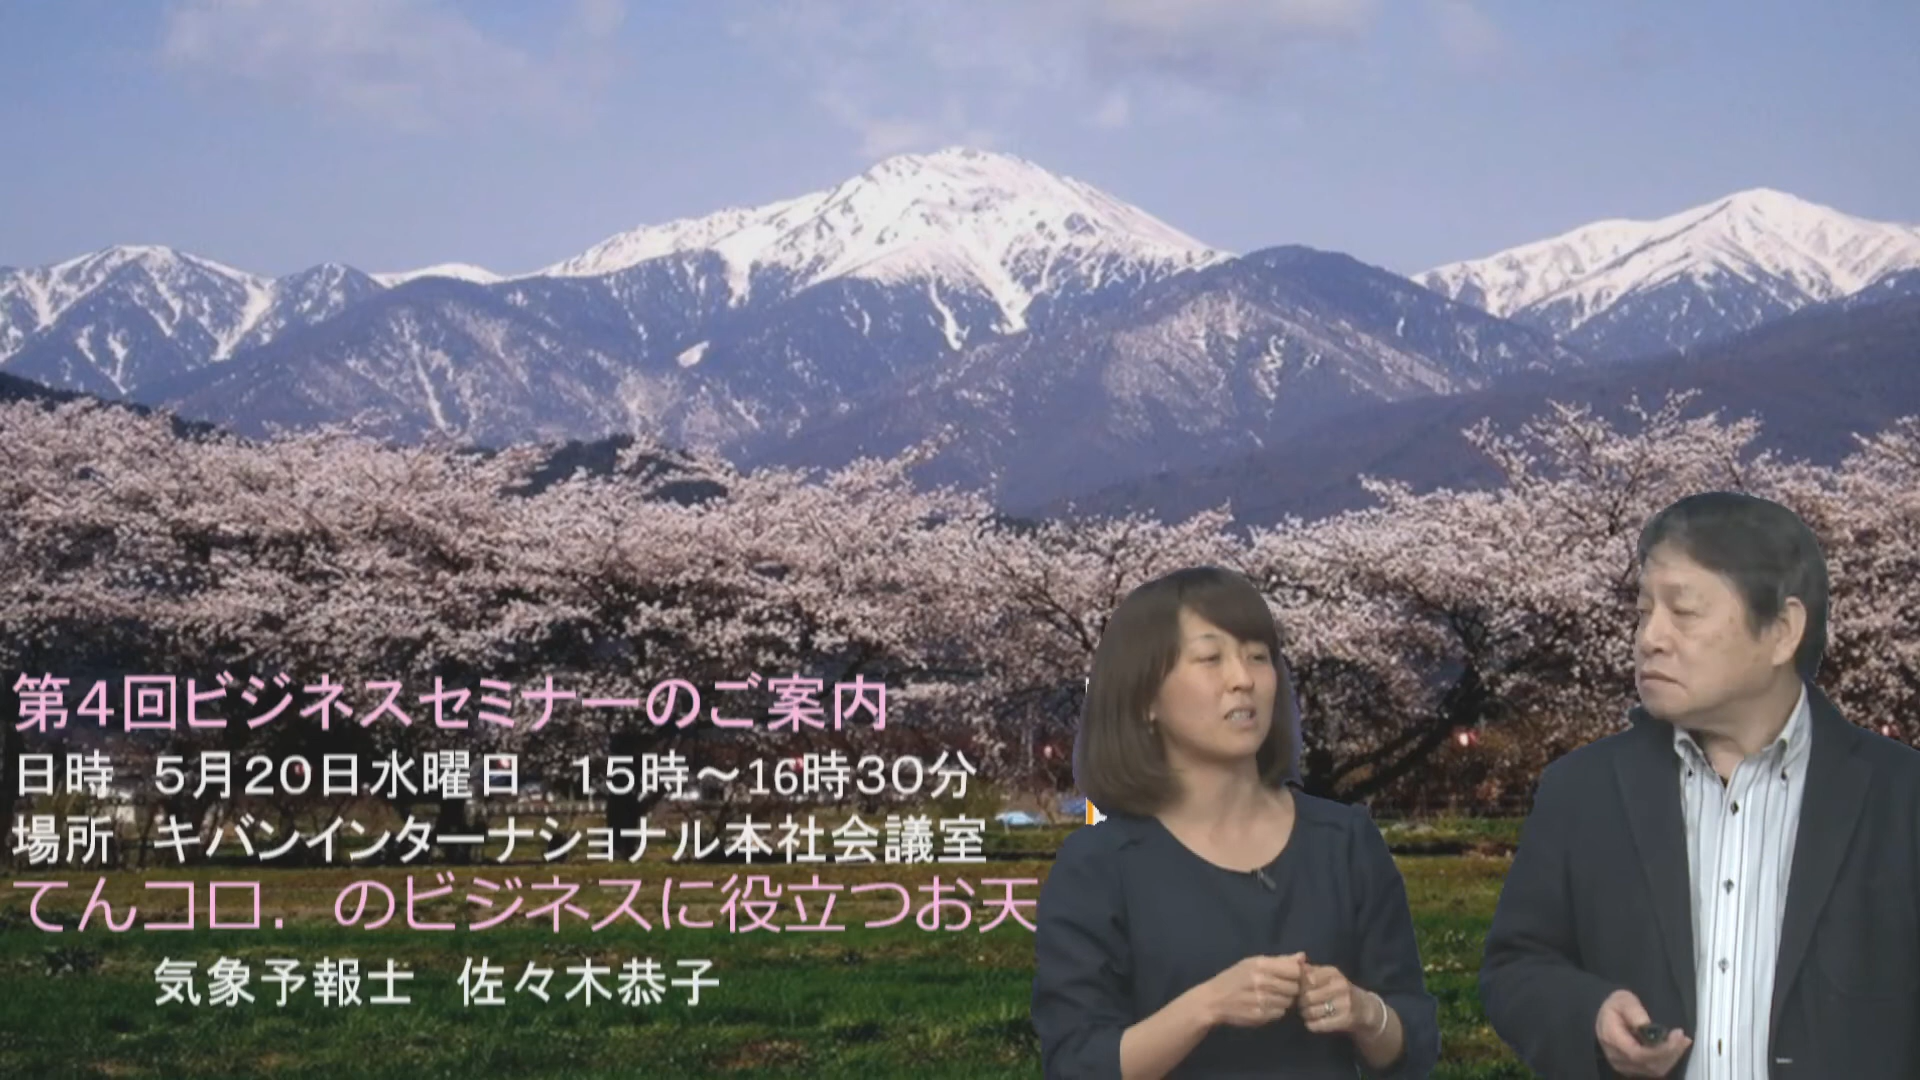 第４回ビジネスセミナーのご案内
日時　５月２０日水曜日　１５時～16時３０分
場所　キバンインターナショナル本社会議室
てんコロ．のビジネスに役立つお天
気象予報士　佐々木恭子